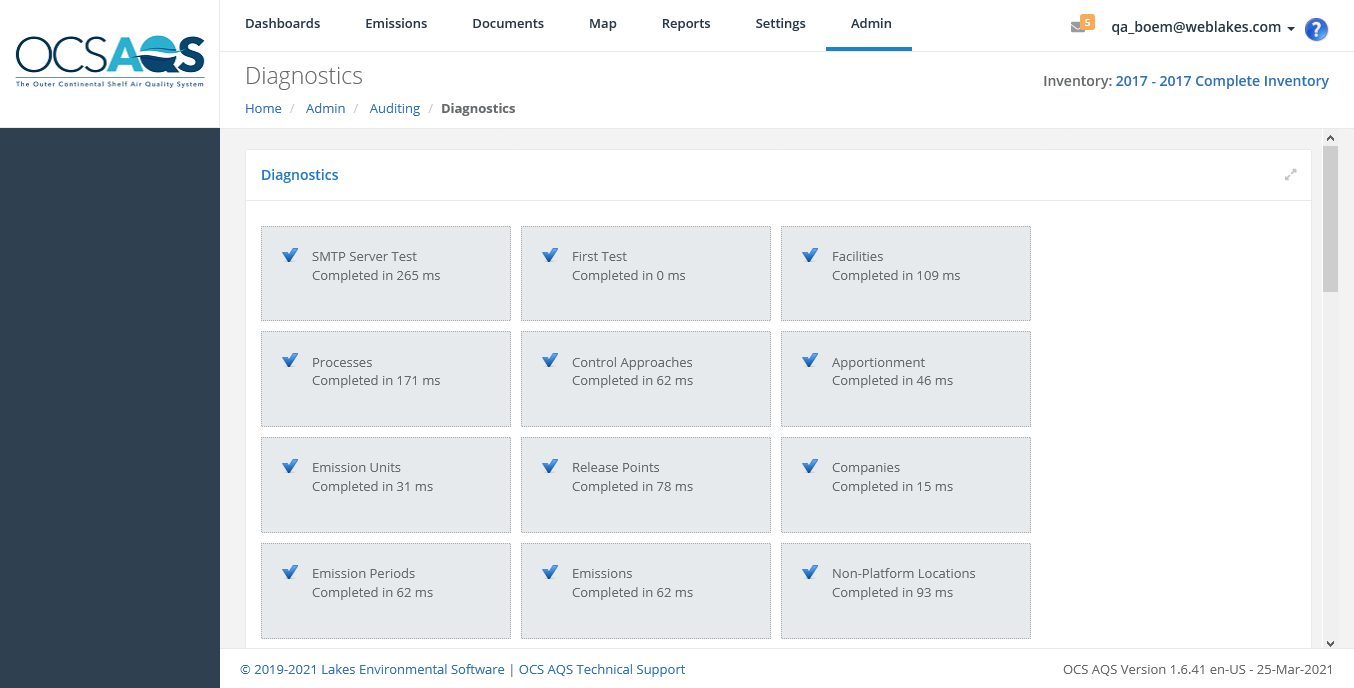 OCSAQS
The Outer Continental Shelf Air Quality System
Dashboards Emissions Documents Map Reports Settings Admin
5 qa_boem@weblakes.com ?
Diagnostics
Inventory: 2017 - 2017 Complete Inventory
Home / Admin / Auditing / Diagnostics
Diagnostics
SMTP Server Test
Completed in 265 ms
First Test
Completed in 0 ms
Facilities
Completed in 109 ms
Processes
Completed in 171 ms
Control Approaches
Completed in 62 ms
Apportionment
Completed in 46 ms
Emission Units
Completed in 31 ms
Release Points
Completed in 78 ms
Companies
Completed in 15 ms
Emission Periods
Completed in 62 ms
Emissions
Completed in 62 ms
Non-Platform Locations
Completed in 93 ms
© 2019-2021 Lakes Environmental Software | OCS AQS Technical Support
OCS AQS Version 1.6.41 en-US - 25-Mar-2021